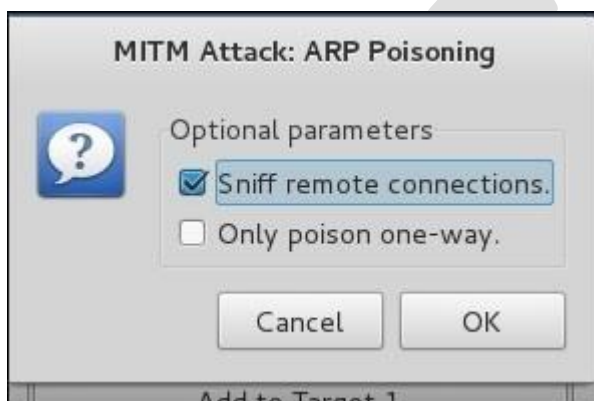 MITM Attack: ARP Poisoning
Optional parameters
Sniff remote connections.
Only poison one-way.
Cancel
OK
Add to Target 1